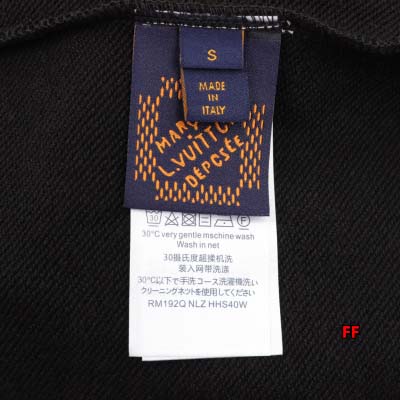 S
MADE
IN
ITALY
MARQUE
L.VUITTON
DÉPOSÉE
30
30°C very gentle mschine wash
Wash in net
30摄氏度超揉机洗
装入网带洗涤
30℃以下で手洗コース洗濯機洗い
クリーニングネットを使用してください
RM192Q NLZ HHS40W
FF